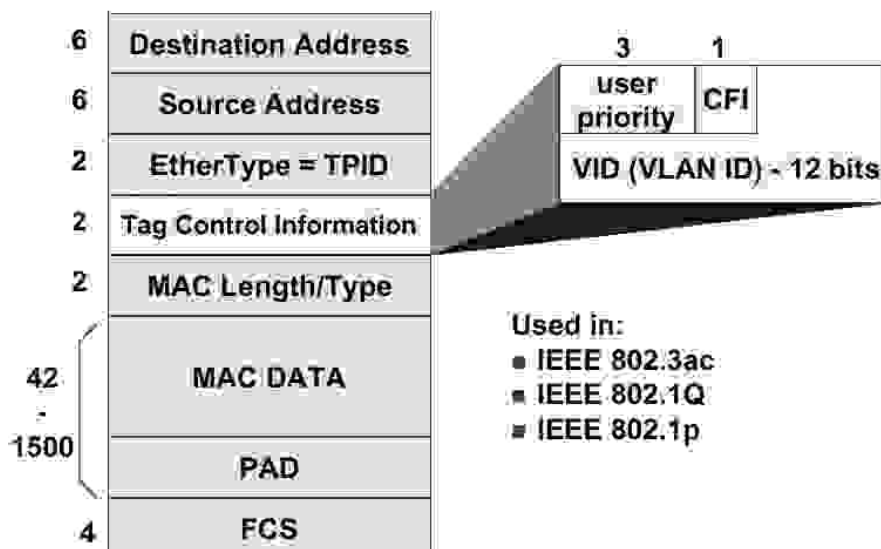 6
Destination Address
6
Source Address
2
EtherType = TPID
2
Tag Control Information
2
MAC Length/Type
42
-
1500
MAC DATA
PAD
4
FCS
3
1
user
priority
CFI
VID (VLAN ID) - 12 bits
Used in:
IEEE 802.3ac
IEEE 802.1Q
IEEE 802.1p